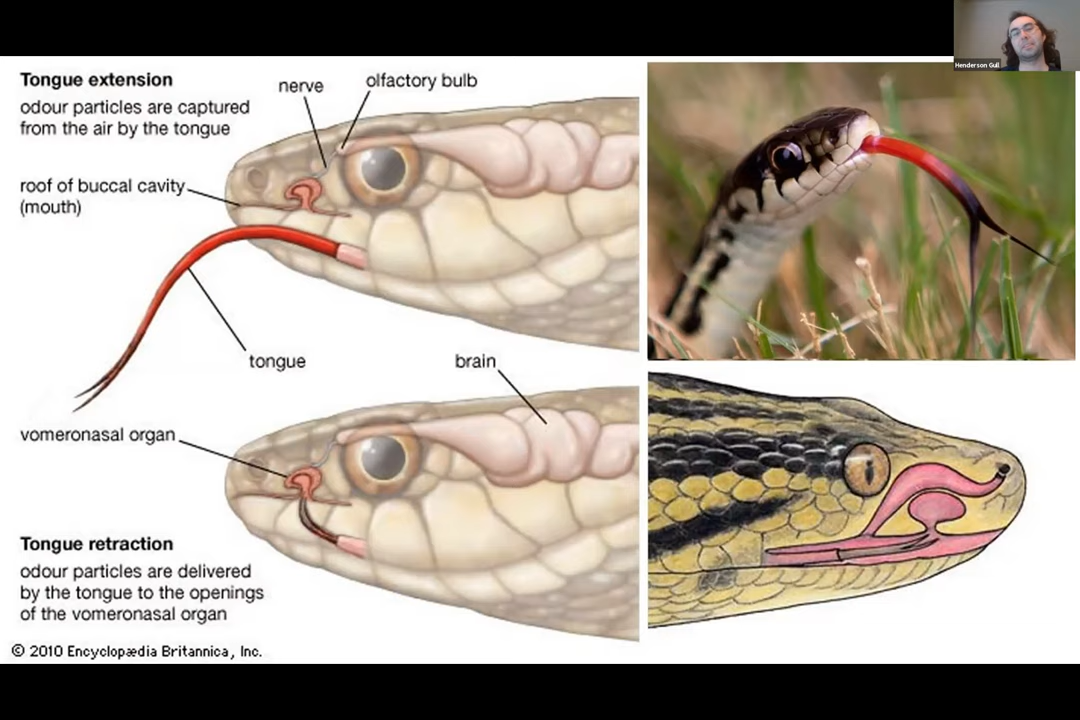 Tongue extension
odour particles are captured
from the air by the tongue
nerve
olfactory bulb
roof of buccal cavity
(mouth)
tongue
brain
vomeronasal organ
Tongue retraction
odour particles are delivered
by the tongue to the openings
of the vomeronasal organ
© 2010 Encyclopædia Britannica, Inc.
Henderson Gull